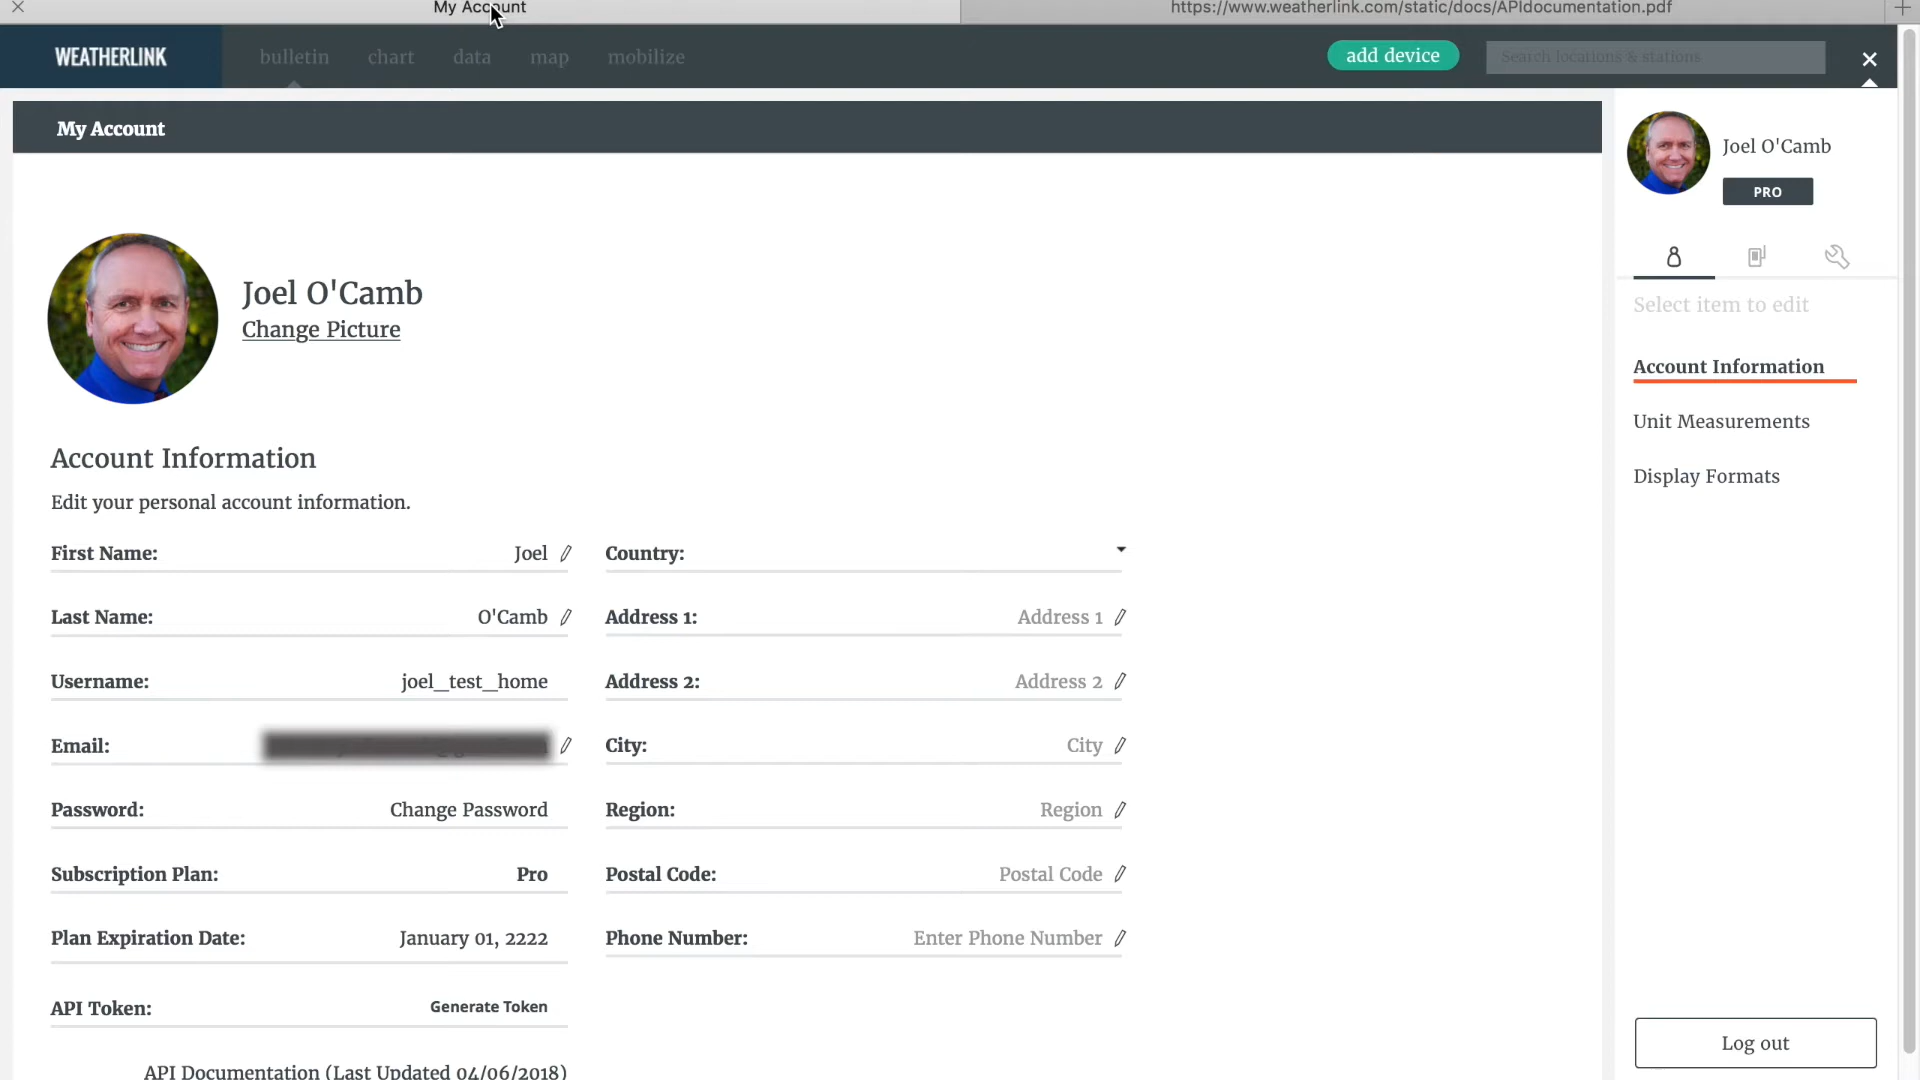 My Account
https://www.weatherlink.com/static/docs/APIdocumentation.pdf
WEATHERLINK
bulletin
chart
data
map
mobilize
add device
Search locations & stations
My Account
Joel O'Camb
PRO
Joel O'Camb
Change Picture
Select item to edit
Account Information
Unit Measurements
Display Formats
Account Information
Edit your personal account information.
First Name: Joel
Country:
Last Name: O'Camb
Address 1: Address 1
Username: joel_test_home
Address 2: Address 2
Email:
City: City
Password: Change Password
Region: Region
Subscription Plan: Pro
Postal Code: Postal Code
Plan Expiration Date: January 01, 2222
Phone Number: Enter Phone Number
API Token: Generate Token
API Documentation (Last Updated 04/06/2018)
Log out